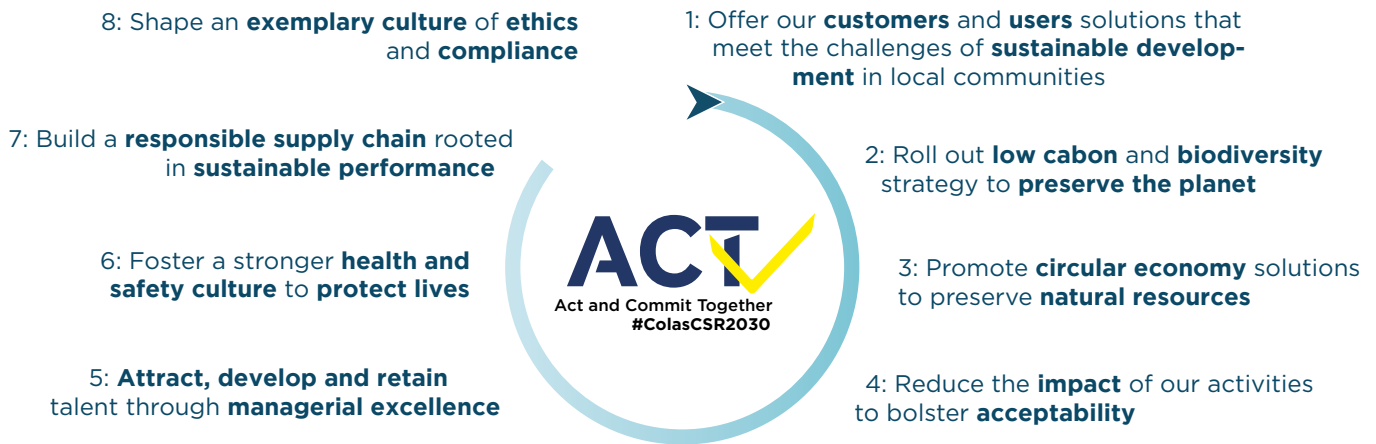 1: Offer our customers and users solutions that
meet the challenges of sustainable develop-
ment in local communities
2: Roll out low cabon and biodiversity
strategy to preserve the planet
3: Promote circular economy solutions
to preserve natural resources
4: Reduce the impact of our activities
to bolster acceptability
5: Attract, develop and retain
talent through managerial excellence
6: Foster a stronger health and
safety culture to protect lives
7: Build a responsible supply chain rooted
in sustainable performance
8: Shape an exemplary culture of ethics
and compliance
ACT
Act and Commit Together
#ColasCSR2030